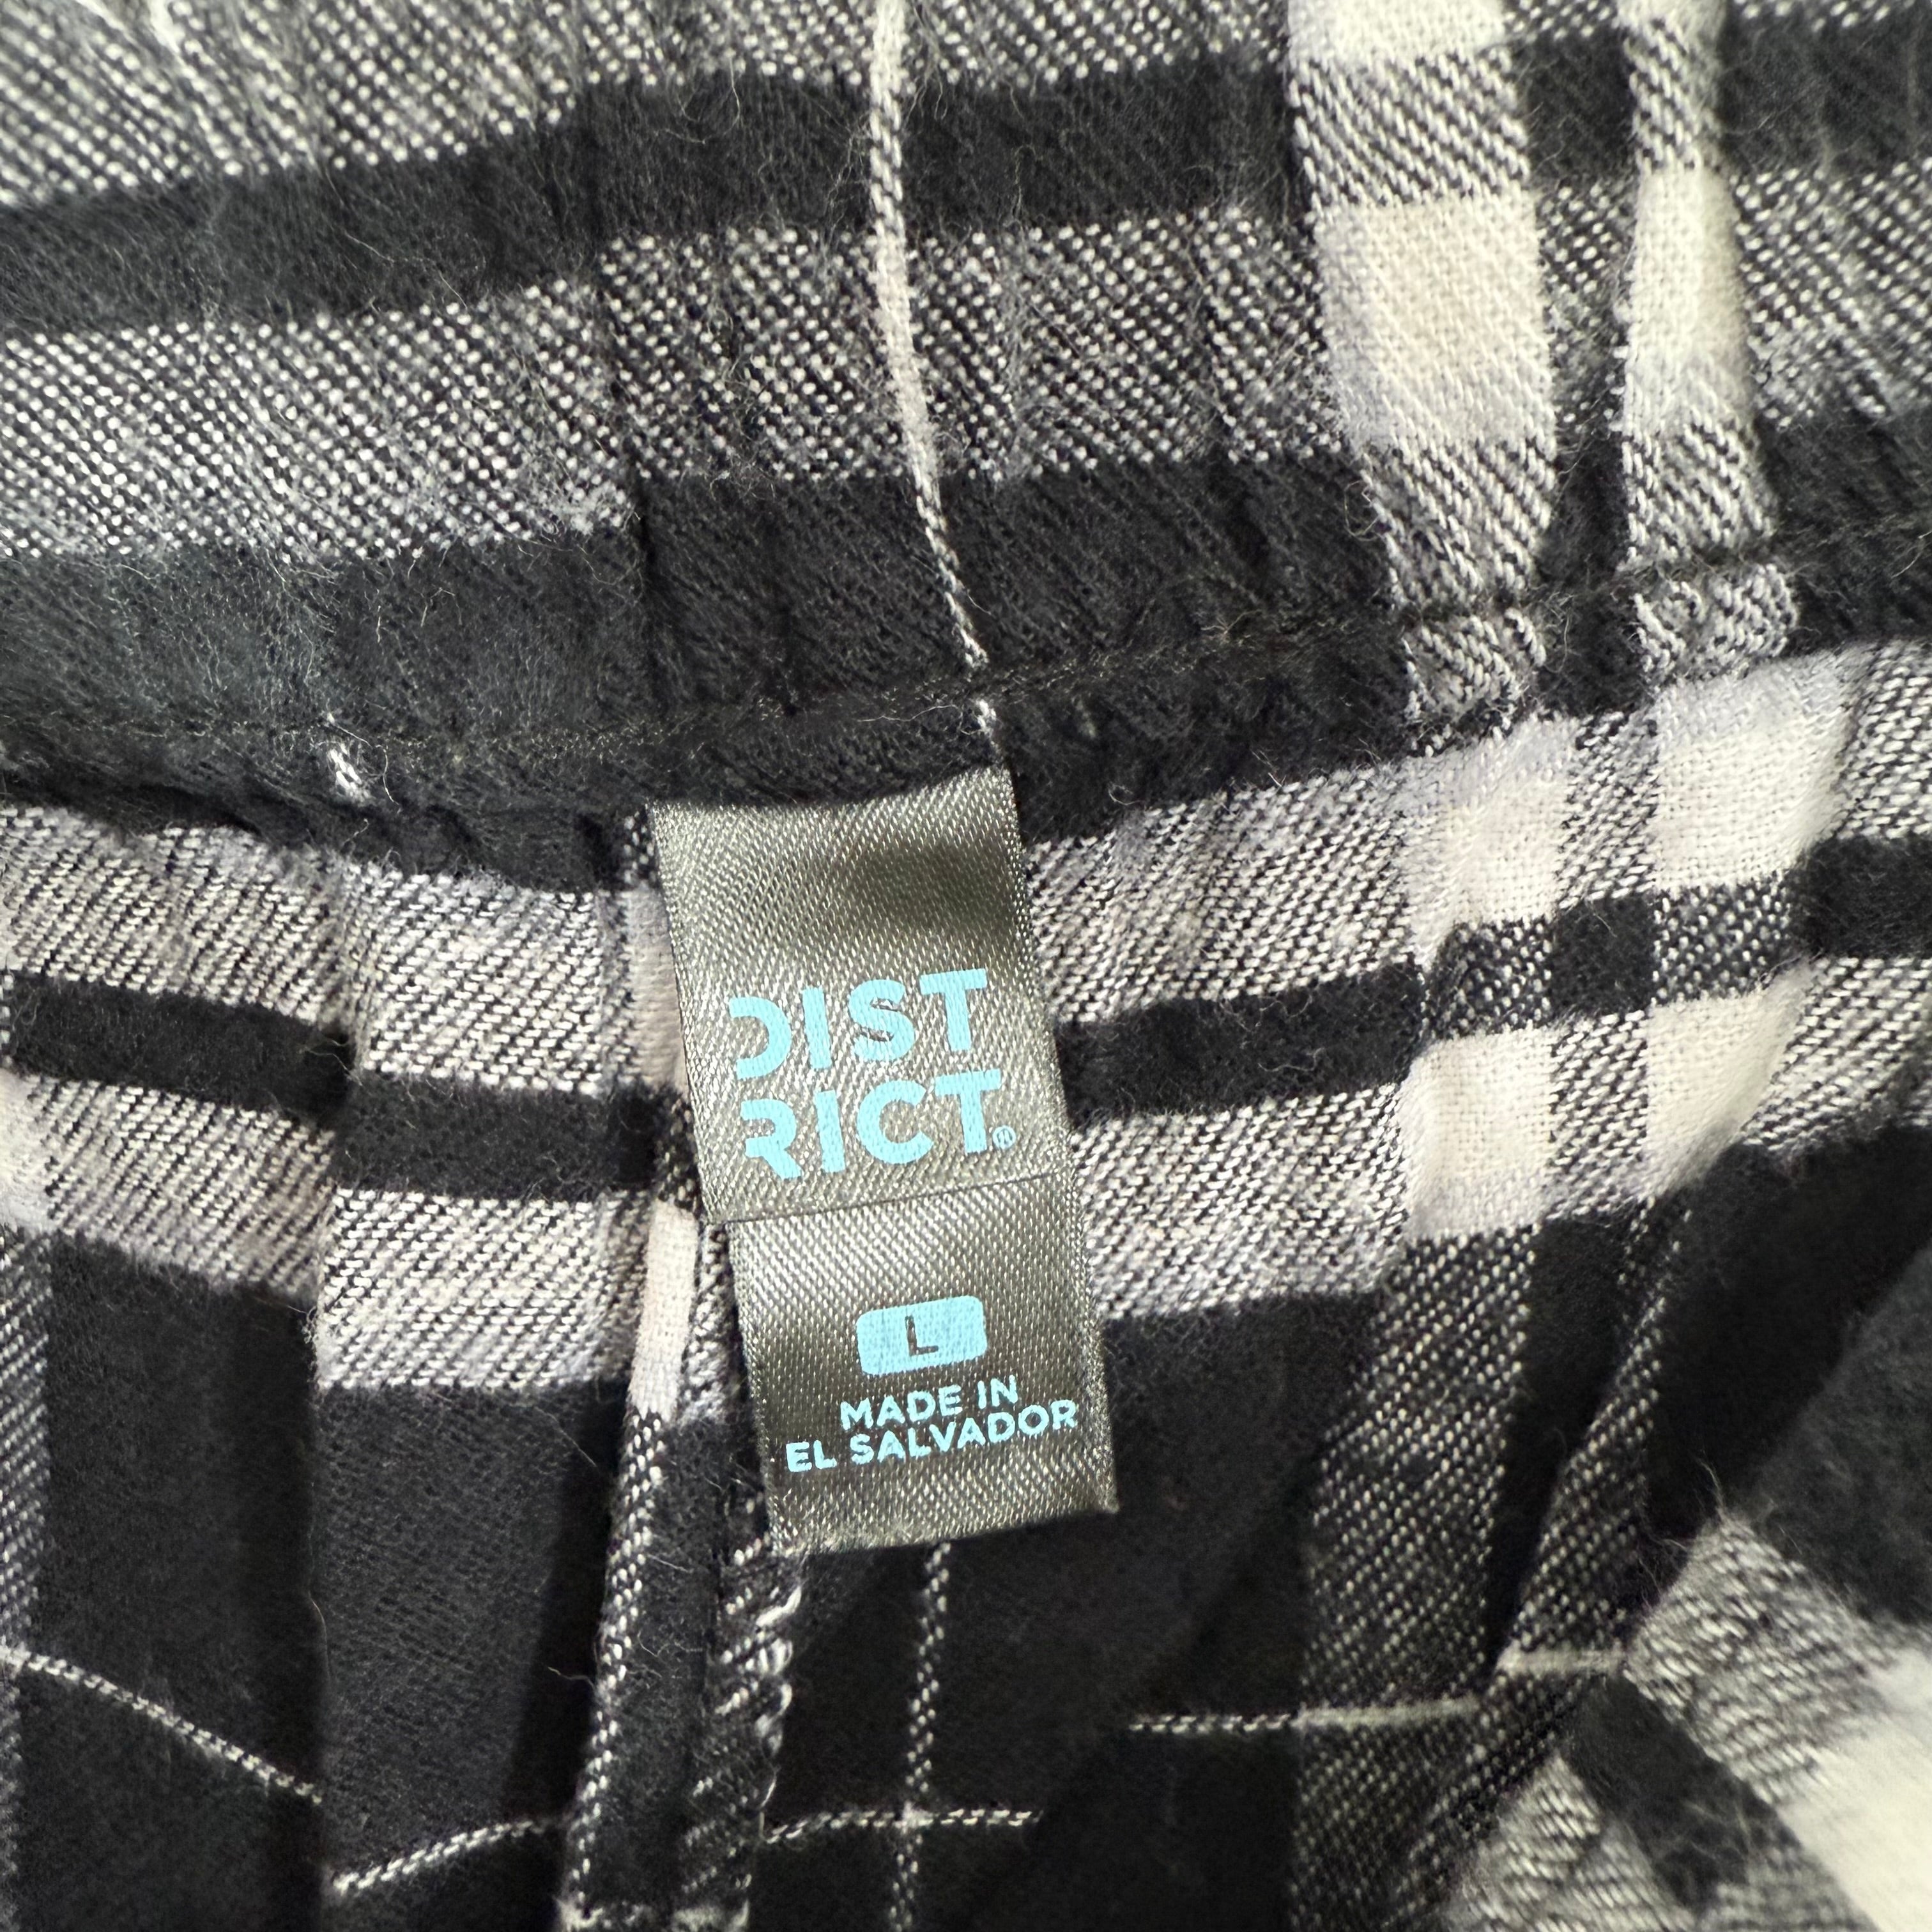 DIST
RICT®
L
MADE IN
EL SALVADOR